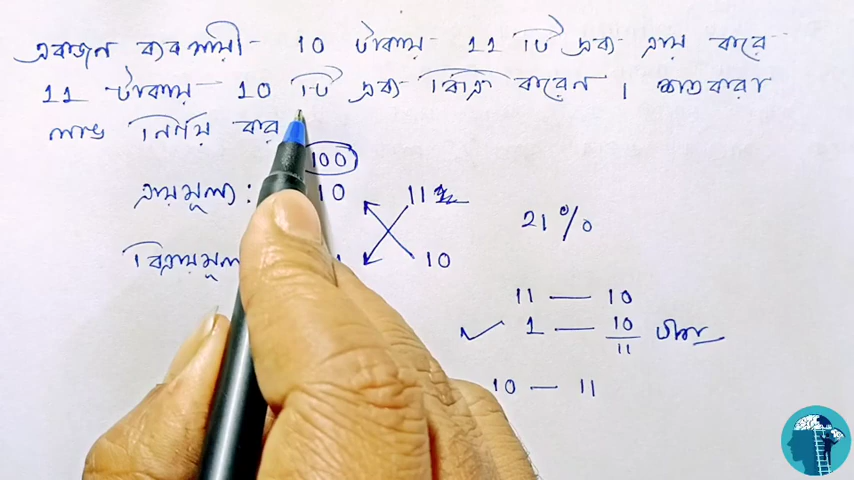 একজন ব্যবসায়ী 10 টাকায় 11 টি দ্রব্য ক্রয় করে
11 টাকায় 10 টি দ্রব্য বিক্রি করেন। শতকরা
লাভ নির্ণয় কর
100
ক্রয়মূল্য : 10 11
বিক্রয়মূল 10
21%
11 — 10
1 — 10/11 টাকা
10 — 11